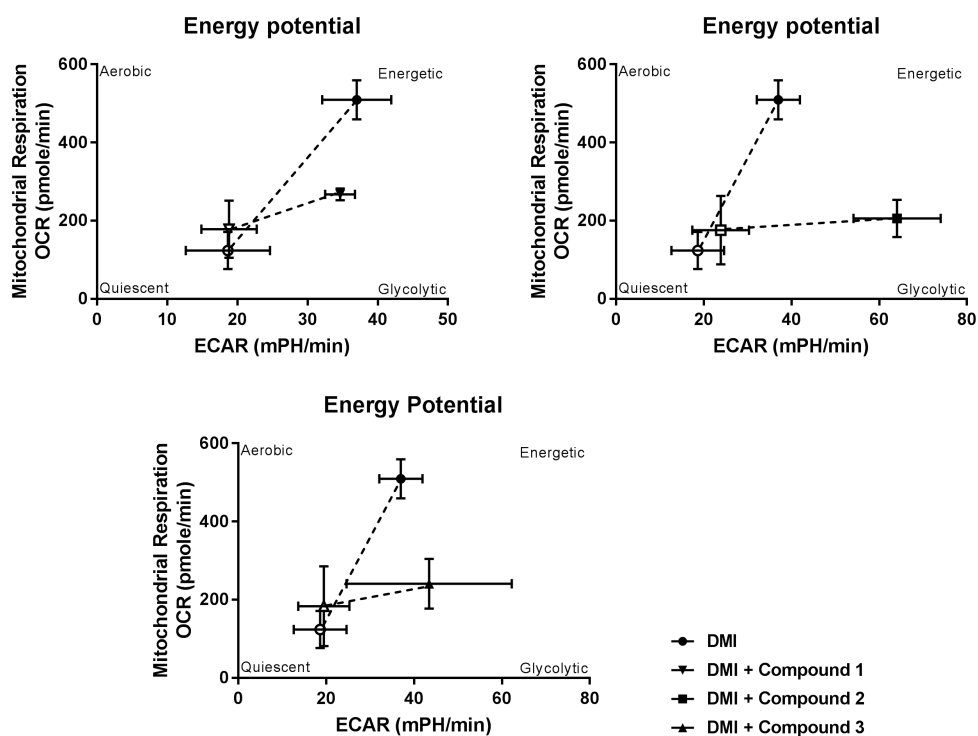 Energy potential
Mitochondrial Respiration
OCR (pmole/min)
600
400
200
0
Aerobic
Energetic
Quiescent
Glycolytic
0 10 20 30 40 50
ECAR (mPH/min)
Energy potential
Mitochondrial Respiration
OCR (pmole/min)
600
400
200
0
Aerobic
Energetic
Quiescent
Glycolytic
0 20 40 60 80
ECAR (mPH/min)
Energy Potential
Mitochondrial Respiration
OCR (pmole/min)
600
400
200
0
Aerobic
Energetic
Quiescent
Glycolytic
0 20 40 60 80
ECAR (mPH/min)
DMI
DMI + Compound 1
DMI + Compound 2
DMI + Compound 3